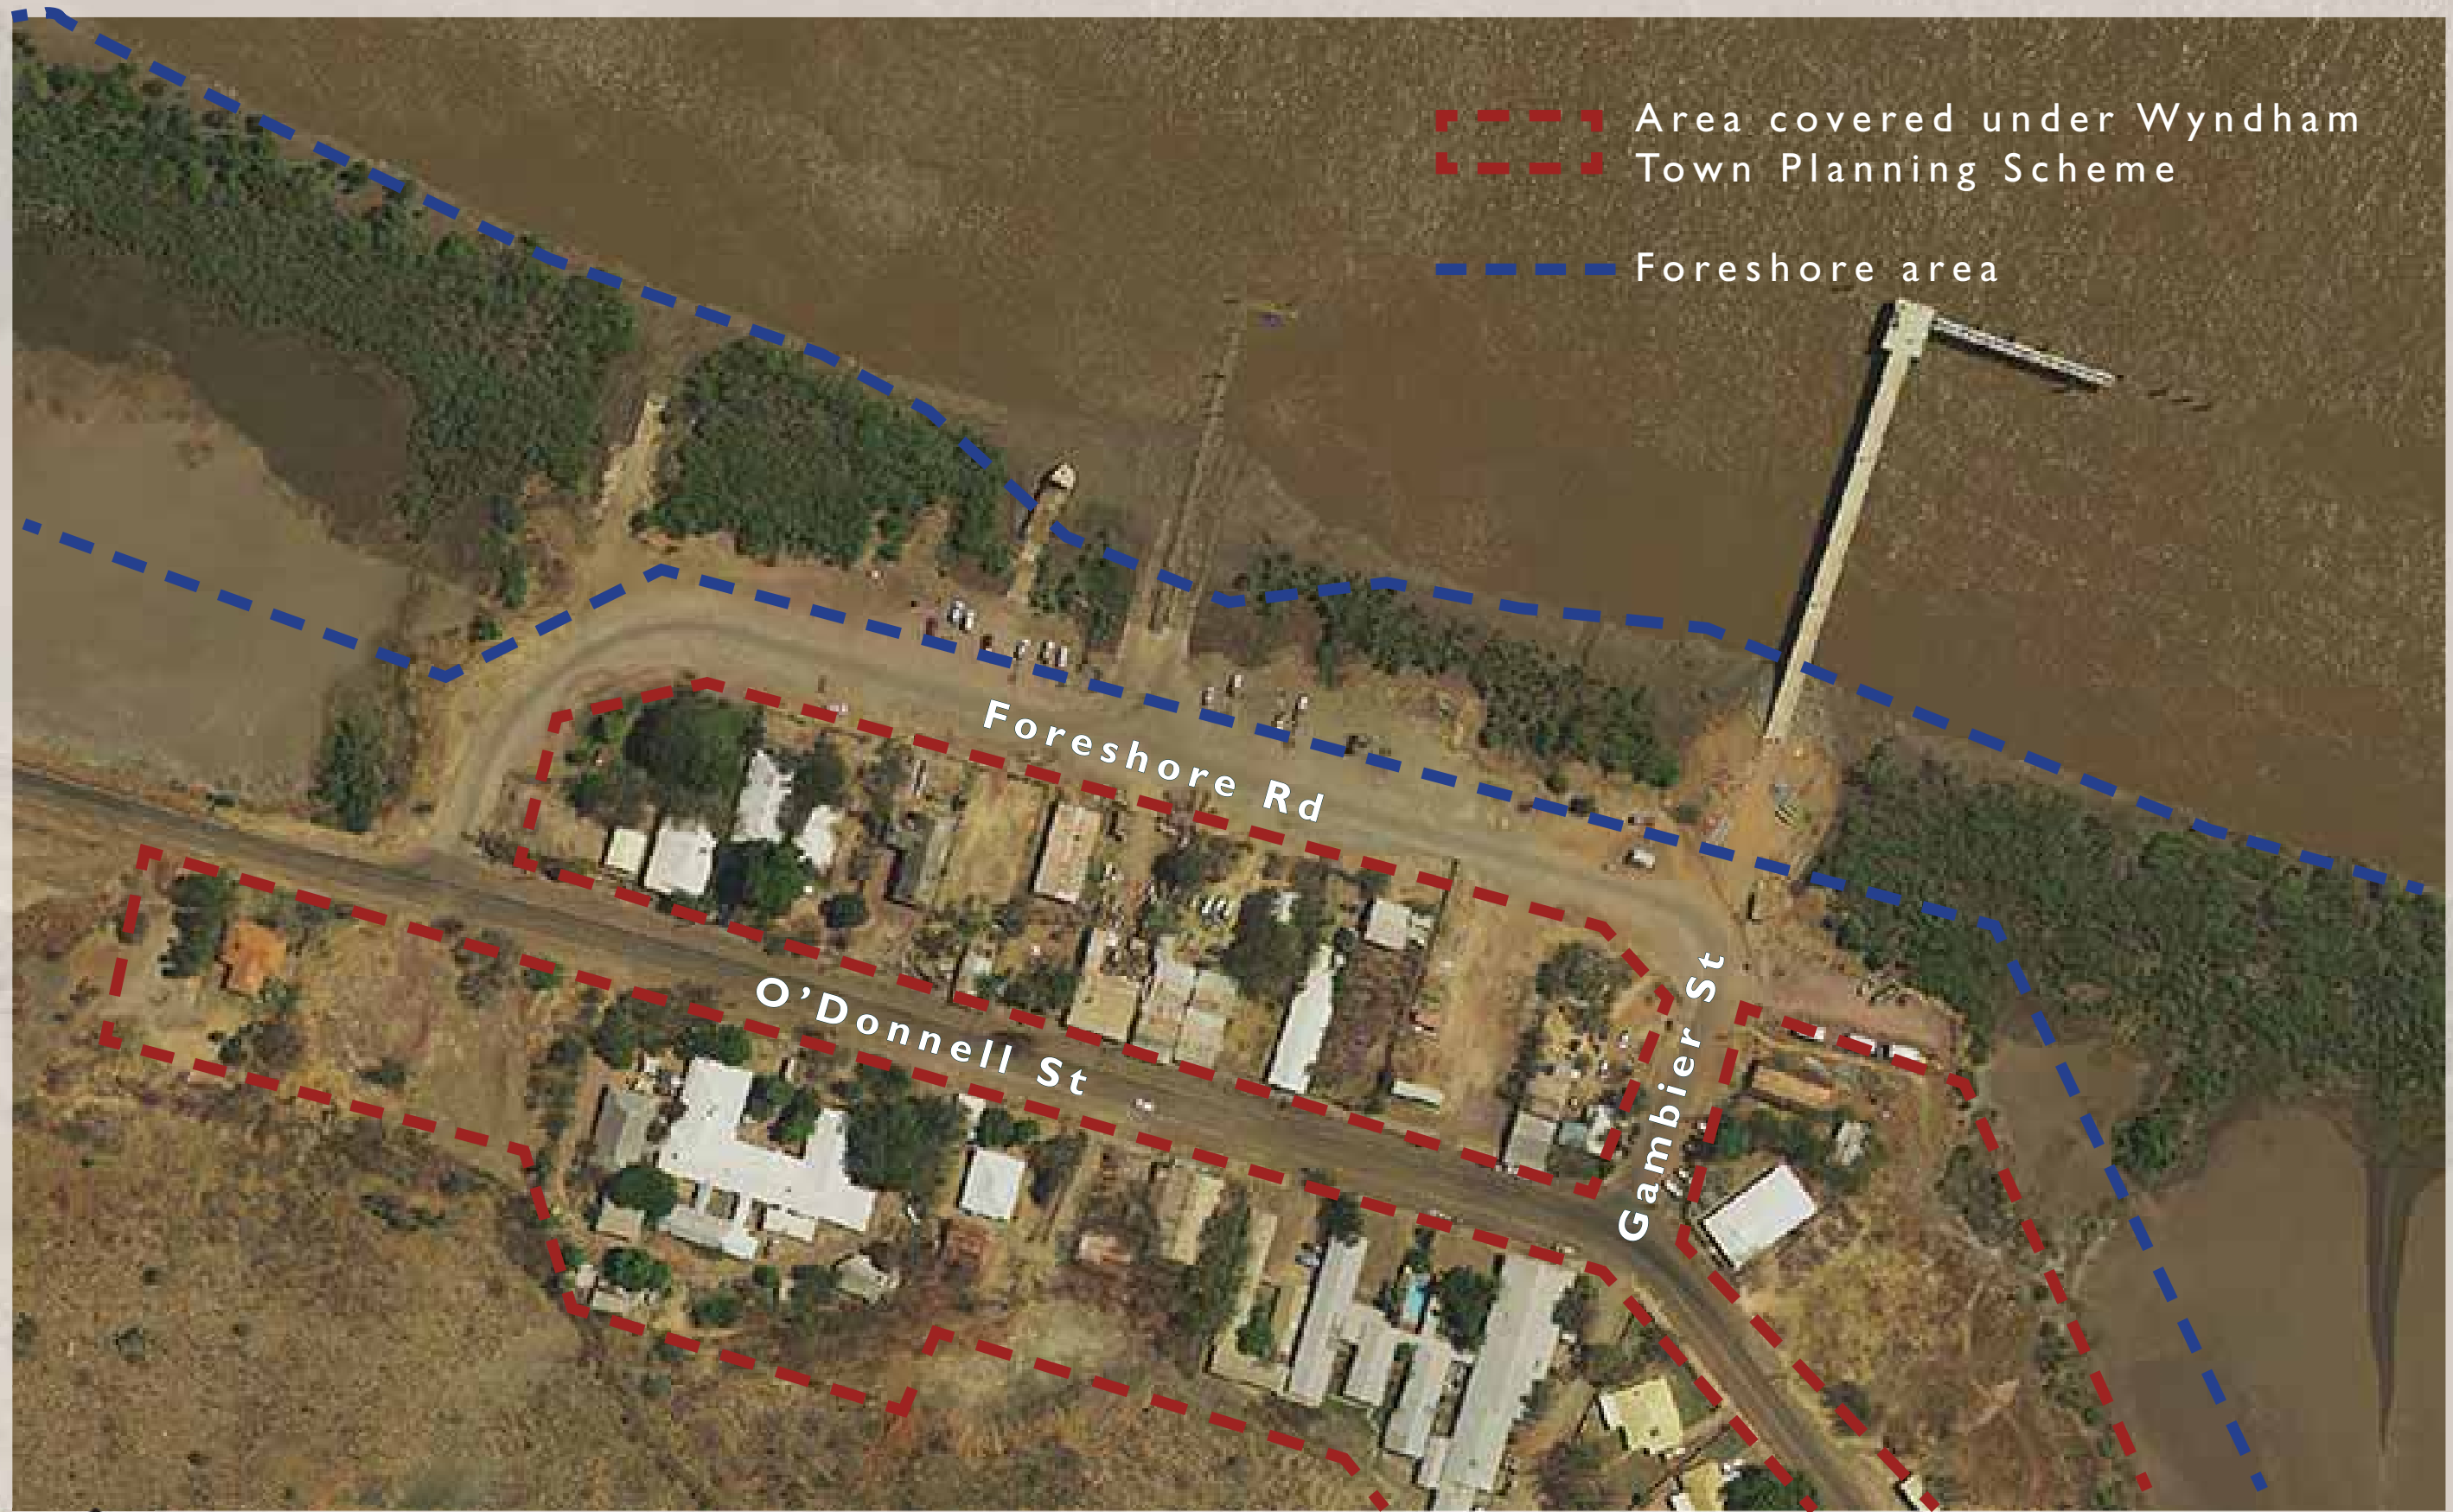 Area covered under Wyndham
Town Planning Scheme
Foreshore area
Foreshore Rd
O’Donnell St
Gambier St